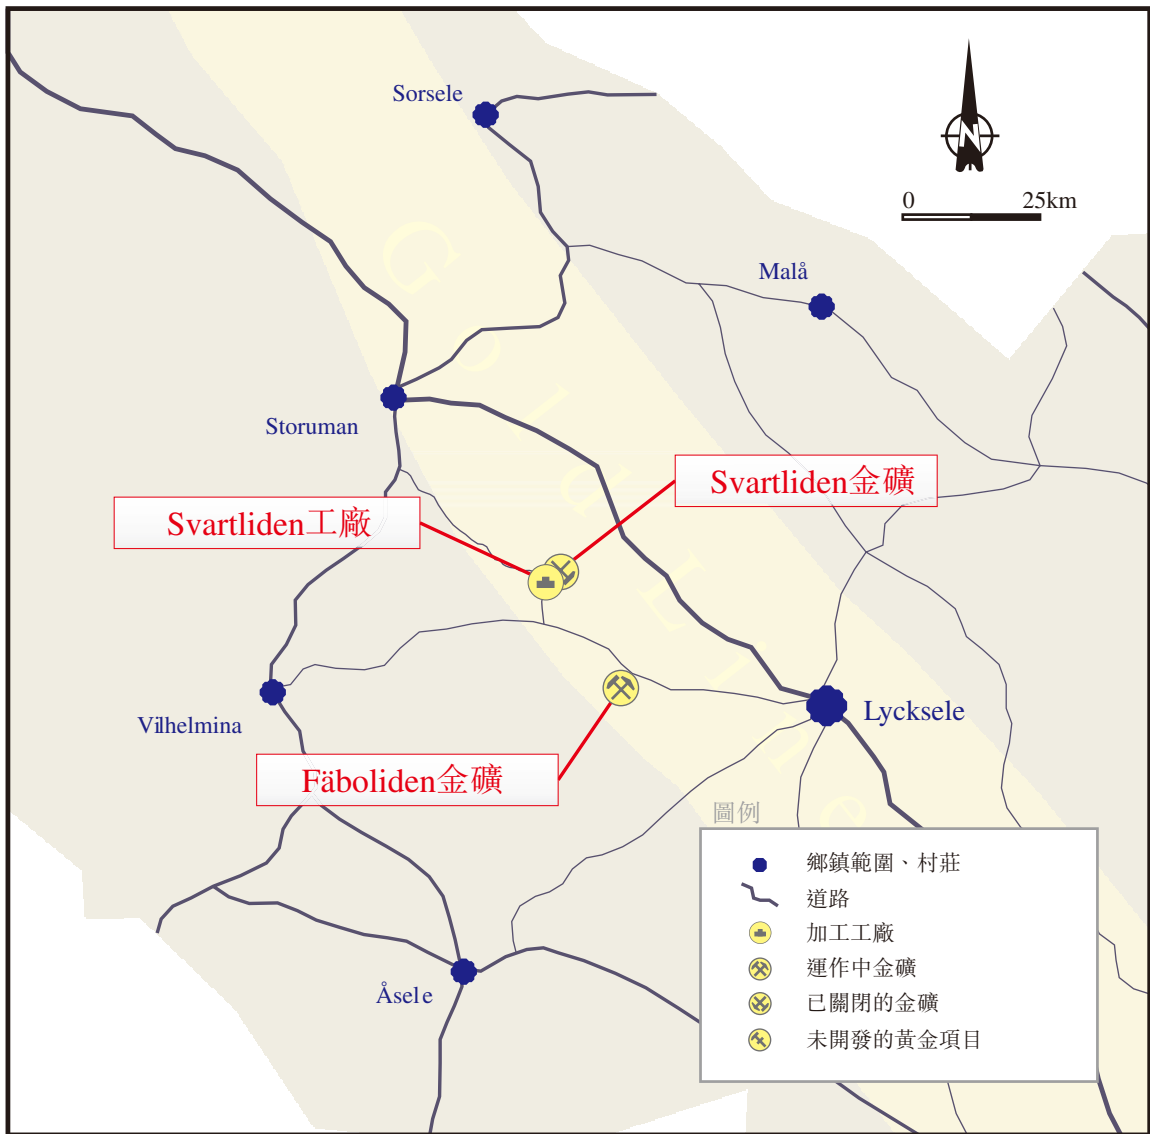 Sorsele
N
0 25km
Malå
Gold Line
Storuman
Svartliden金礦
Svartliden工廠
Vilhelmina
Lycksele
Fäboliden金礦
圖例
鄉鎮範圍、村莊
道路
加工工廠
運作中金礦
已關閉的金礦
未開發的黃金項目
Åsele